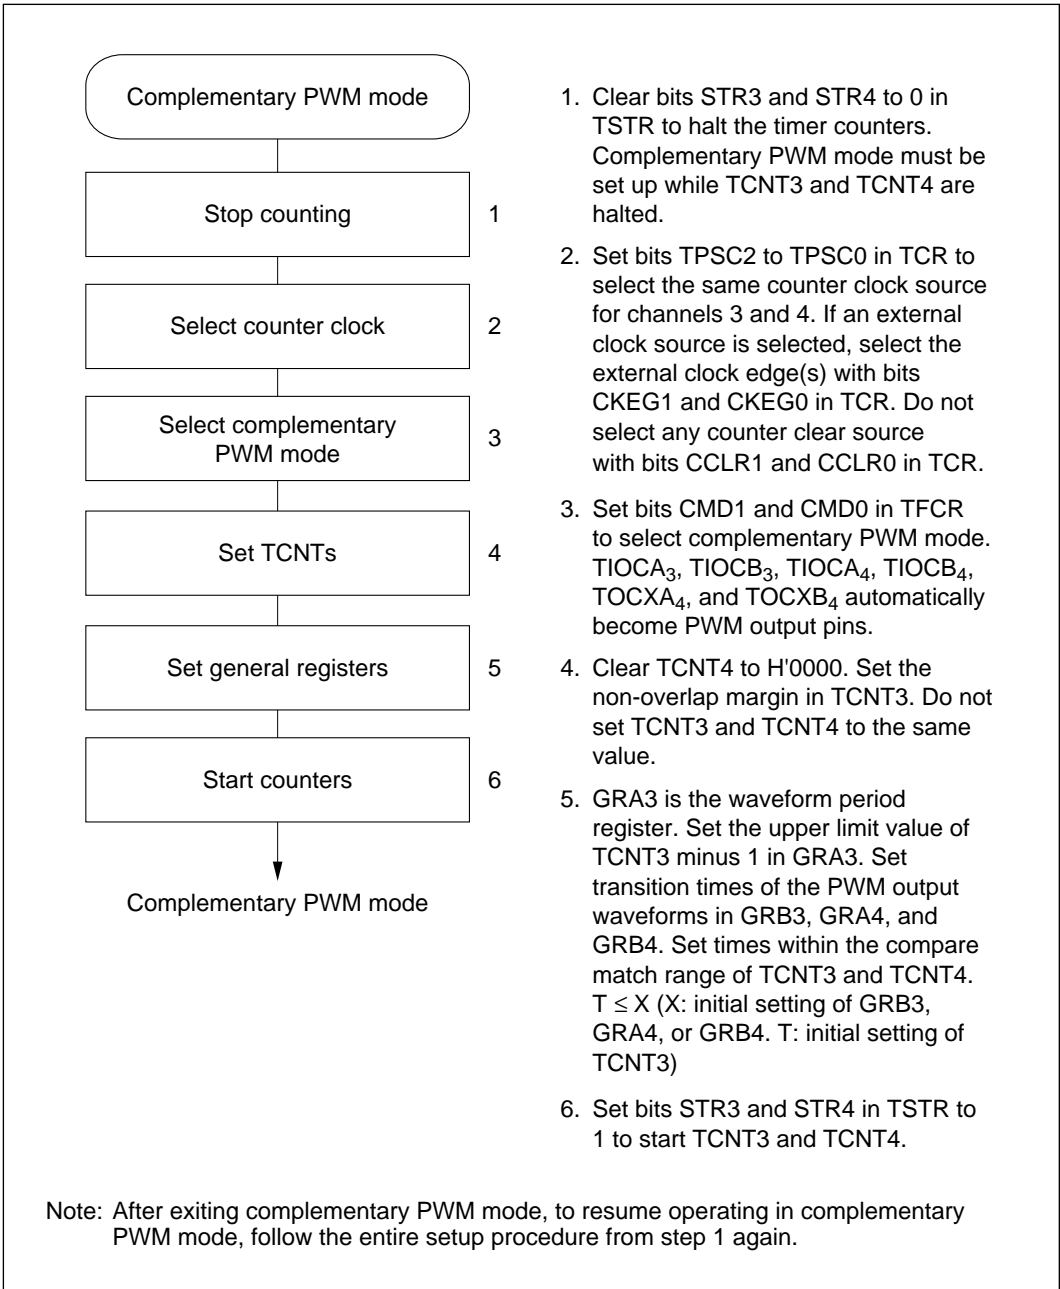 Complementary PWM mode
Stop counting
1
Select counter clock
2
Select complementary
PWM mode
3
Set TCNTs
4
Set general registers
5
Start counters
6
Complementary PWM mode
1. Clear bits STR3 and STR4 to 0 in
TSTR to halt the timer counters.
Complementary PWM mode must be
set up while TCNT3 and TCNT4 are
halted.
2. Set bits TPSC2 to TPSC0 in TCR to
select the same counter clock source
for channels 3 and 4. If an external
clock source is selected, select the
external clock edge(s) with bits
CKEG1 and CKEG0 in TCR. Do not
select any counter clear source
with bits CCLR1 and CCLR0 in TCR.
3. Set bits CMD1 and CMD0 in TFCR
to select complementary PWM mode.
TIOCA₃, TIOCB₃, TIOCA₄, TIOCB₄,
TOCXA₄, and TOCXB₄ automatically
become PWM output pins.
4. Clear TCNT4 to H'0000. Set the
non-overlap margin in TCNT3. Do not
set TCNT3 and TCNT4 to the same
value.
5. GRA3 is the waveform period
register. Set the upper limit value of
TCNT3 minus 1 in GRA3. Set
transition times of the PWM output
waveforms in GRB3, GRA4, and
GRB4. Set times within the compare
match range of TCNT3 and TCNT4.
T ≤ X (X: initial setting of GRB3,
GRA4, or GRB4. T: initial setting of
TCNT3)
6. Set bits STR3 and STR4 in TSTR to
1 to start TCNT3 and TCNT4.
Note: After exiting complementary PWM mode, to resume operating in complementary
PWM mode, follow the entire setup procedure from step 1 again.